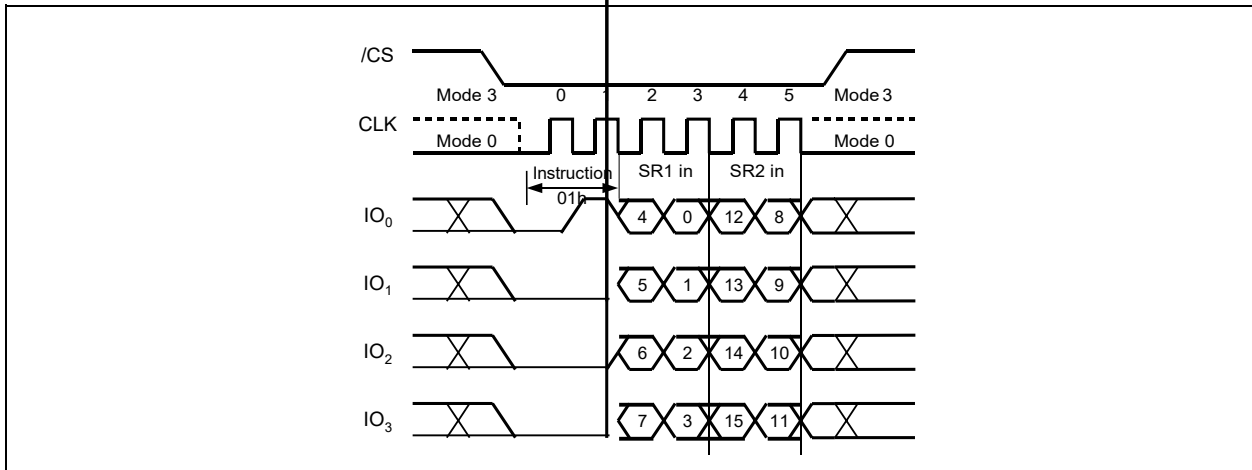 /CS
Mode 3 0 1 2 3 4 5 Mode 3
CLK
Mode 0 Mode 0
Instruction SR1 in SR2 in
01h
IO0 4 0 12 8
IO1 5 1 13 9
IO2 6 2 14 10
IO3 7 3 15 11